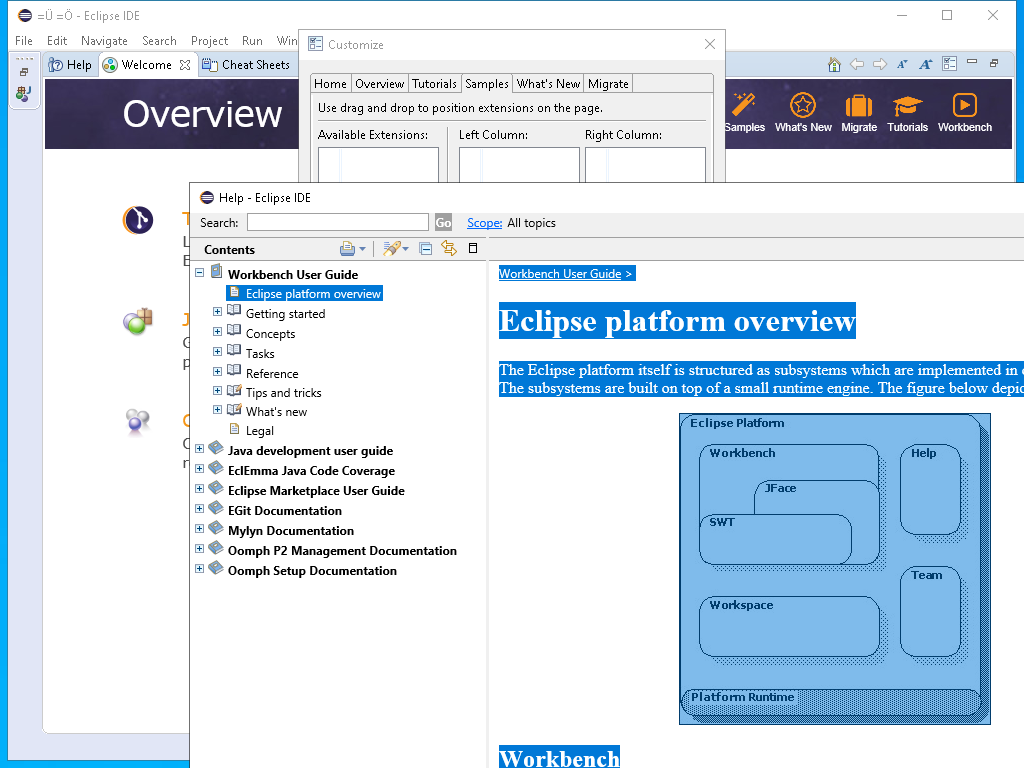 =Ü =Ö - Eclipse IDE
File Edit Navigate Search Project Run Win
Customize
Help Welcome Cheat Sheets
Home Overview Tutorials Samples What's New Migrate
Use drag and drop to position extensions on the page.
Available Extensions: Left Column: Right Column:
Overview
Samples What's New Migrate Tutorials Workbench
Help - Eclipse IDE
Search: Go Scope: All topics
Contents
Workbench User Guide
Eclipse platform overview
Getting started
Concepts
Tasks
Reference
Tips and tricks
What's new
Legal
Java development user guide
EclEmma Java Code Coverage
Eclipse Marketplace User Guide
EGit Documentation
Mylyn Documentation
Oomph P2 Management Documentation
Oomph Setup Documentation
Workbench User Guide >
Eclipse platform overview
The Eclipse platform itself is structured as subsystems which are implemented in
The subsystems are built on top of a small runtime engine. The figure below depic
Eclipse Platform
Workbench
Help
JFace
SWT
Team
Workspace
Platform Runtime
Workbench